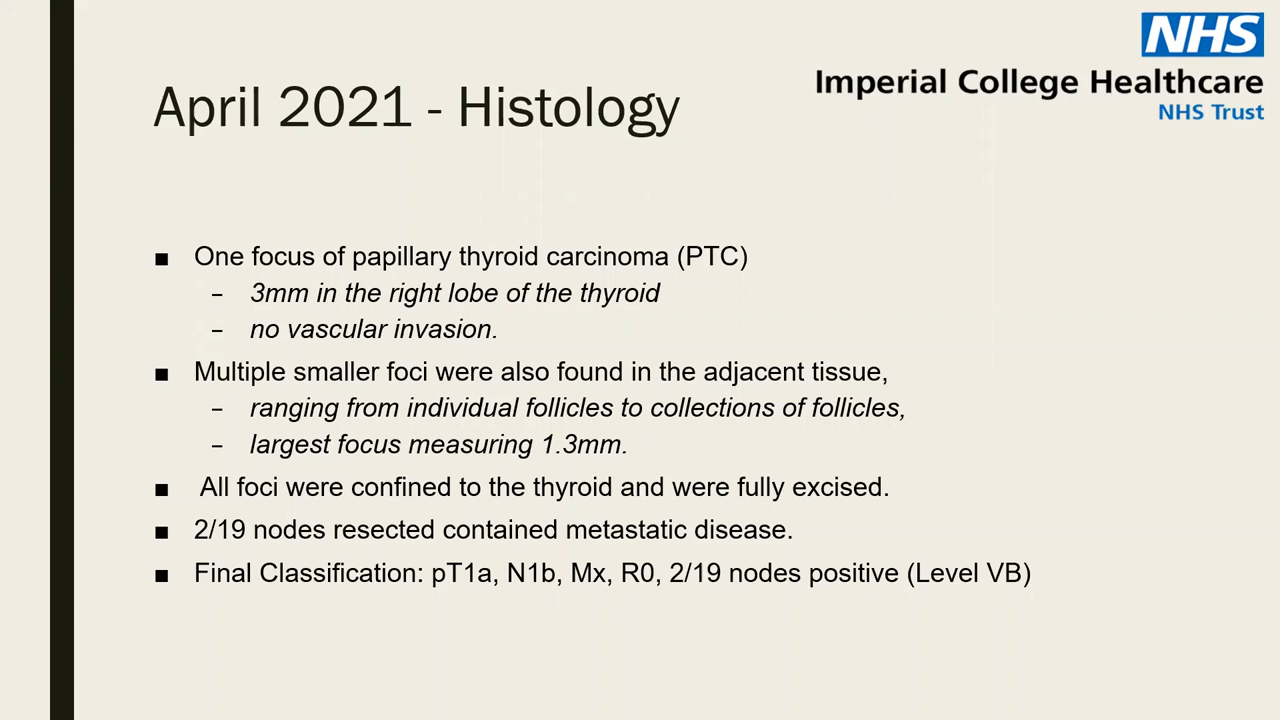 NHS
Imperial College Healthcare
NHS Trust
April 2021 - Histology
■ One focus of papillary thyroid carcinoma (PTC)
– 3mm in the right lobe of the thyroid
– no vascular invasion.
■ Multiple smaller foci were also found in the adjacent tissue,
– ranging from individual follicles to collections of follicles,
– largest focus measuring 1.3mm.
■ All foci were confined to the thyroid and were fully excised.
■ 2/19 nodes resected contained metastatic disease.
■ Final Classification: pT1a, N1b, Mx, R0, 2/19 nodes positive (Level VB)